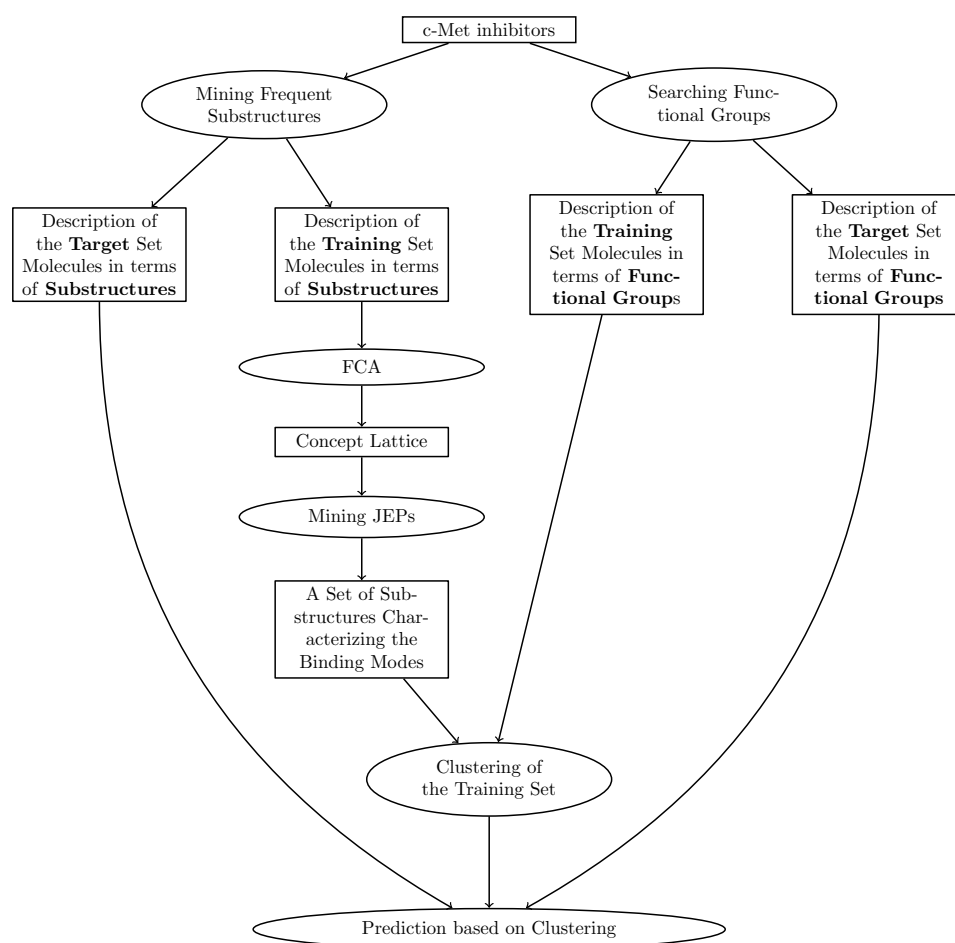 c-Met inhibitors
Mining Frequent
Substructures
Searching Func-
tional Groups
Description of
the Target Set
Molecules in terms
of Substructures
Description of
the Training Set
Molecules in terms
of Substructures
Description of
the Training
Set Molecules in
terms of Func-
tional Groups
Description of
the Target Set
Molecules in
terms of Func-
tional Groups
FCA
Concept Lattice
Mining JEPs
A Set of Sub-
structures Char-
acterizing the
Binding Modes
Clustering of
the Training Set
Prediction based on Clustering